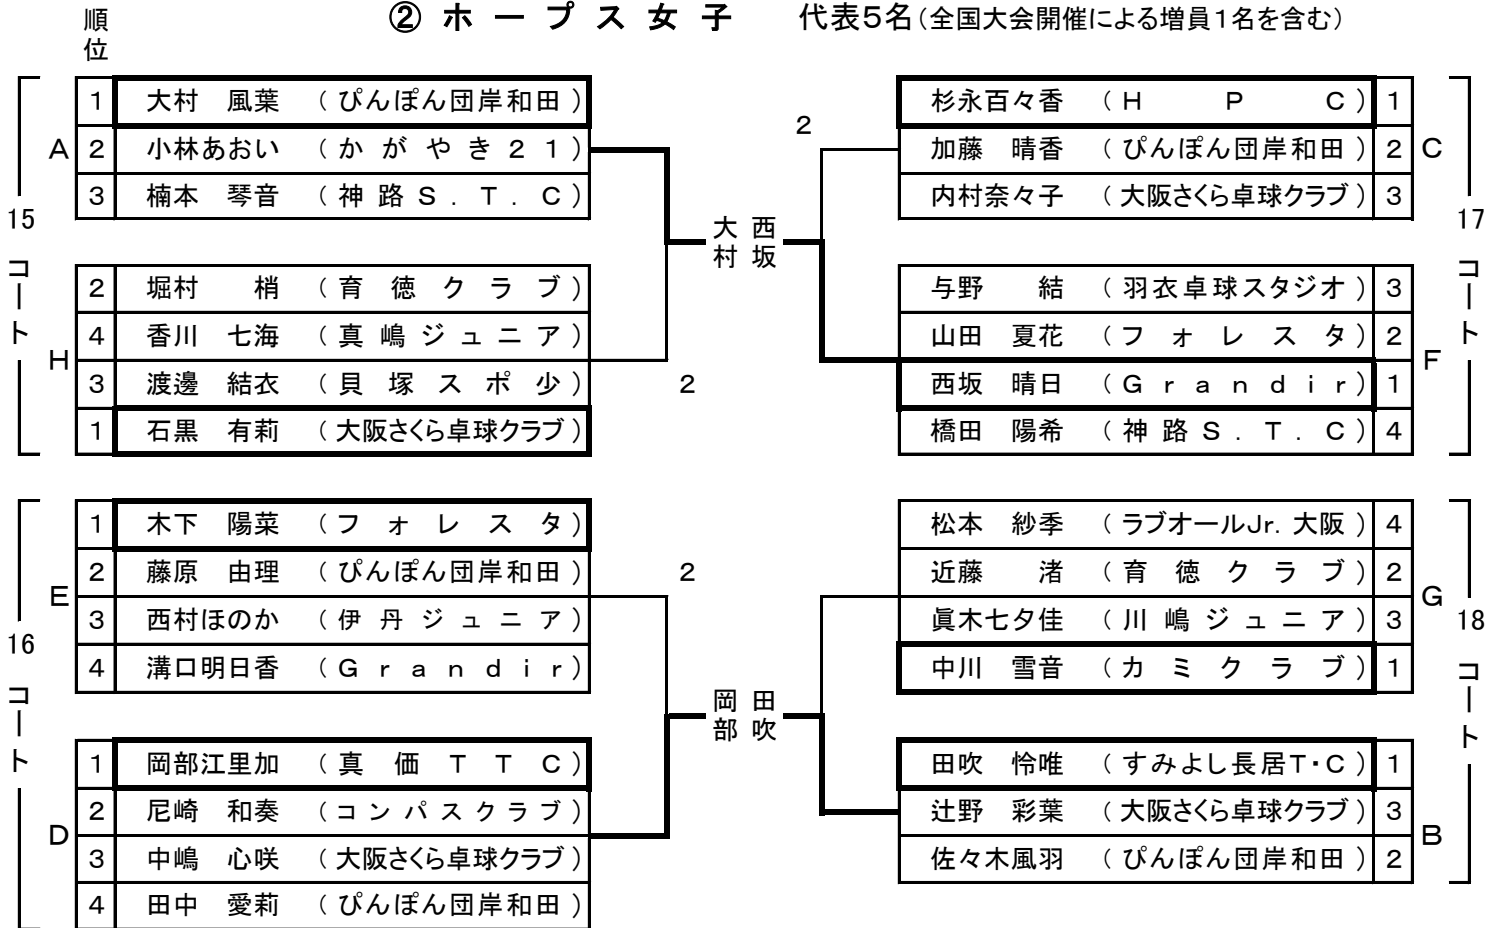 ② ホープス女子 代表5名(全国大会開催による増員1名を含む)
順位
15コート
A
1 大村 風葉 (ぴんぽん団岸和田)
2 小林あおい (かがやき21)
3 楠本 琴音 (神路S.T.C)
H
2 堀村 梢 (育徳クラブ)
4 香川 七海 (真嶋ジュニア)
3 渡邊 結衣 (貝塚スポ少)
1 石黒 有莉 (大阪さくら卓球クラブ)
2
大村
西坂
2
17コート
C
杉永百々香 (HPC) 1
加藤 晴香 (ぴんぽん団岸和田) 2
内村奈々子 (大阪さくら卓球クラブ) 3
F
与野 結 (羽衣卓球スタジオ) 3
山田 夏花 (フォレスタ) 2
西坂 晴日 (Grandir) 1
橋田 陽希 (神路S.T.C) 4
16コート
E
1 木下 陽菜 (フォレスタ)
2 藤原 由理 (ぴんぽん団岸和田)
3 西村ほのか (伊丹ジュニア)
4 溝口明日香 (Grandir)
D
1 岡部江里加 (真価TTC)
2 尼崎 和奏 (コンパスクラブ)
3 中嶋 心咲 (大阪さくら卓球クラブ)
4 田中 愛莉 (ぴんぽん団岸和田)
2
岡部
田吹
18コート
G
松本 紗季 (ラブオールJr.大阪) 4
近藤 渚 (育徳クラブ) 2
眞木七夕佳 (川嶋ジュニア) 3
中川 雪音 (カミクラブ) 1
B
田吹 怜唯 (すみよし長居T・C) 1
辻野 彩葉 (大阪さくら卓球クラブ) 3
佐々木風羽 (ぴんぽん団岸和田) 2